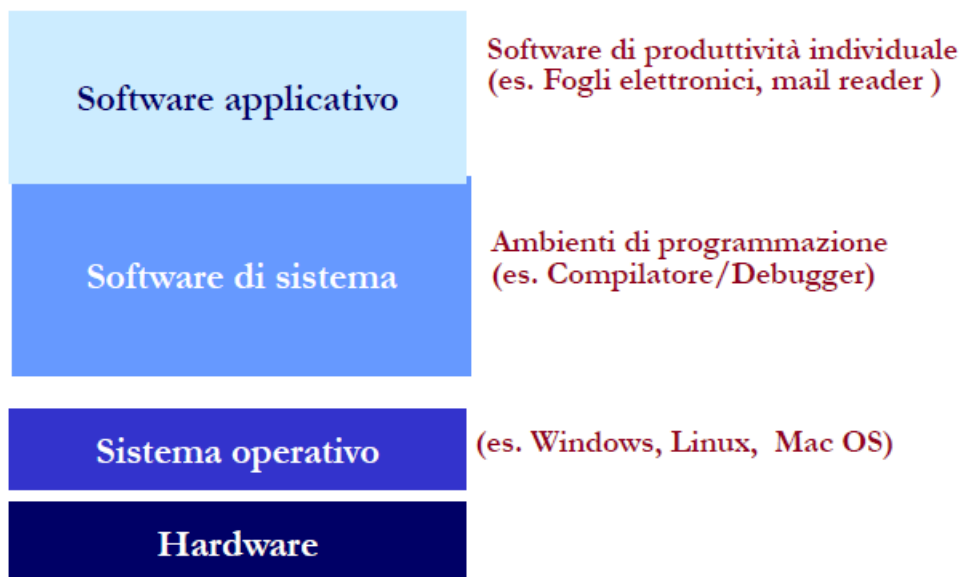 Software applicativo
Software di produttività individuale
(es. Fogli elettronici, mail reader )
Software di sistema
Ambienti di programmazione
(es. Compilatore/Debugger)
Sistema operativo
(es. Windows, Linux, Mac OS)
Hardware